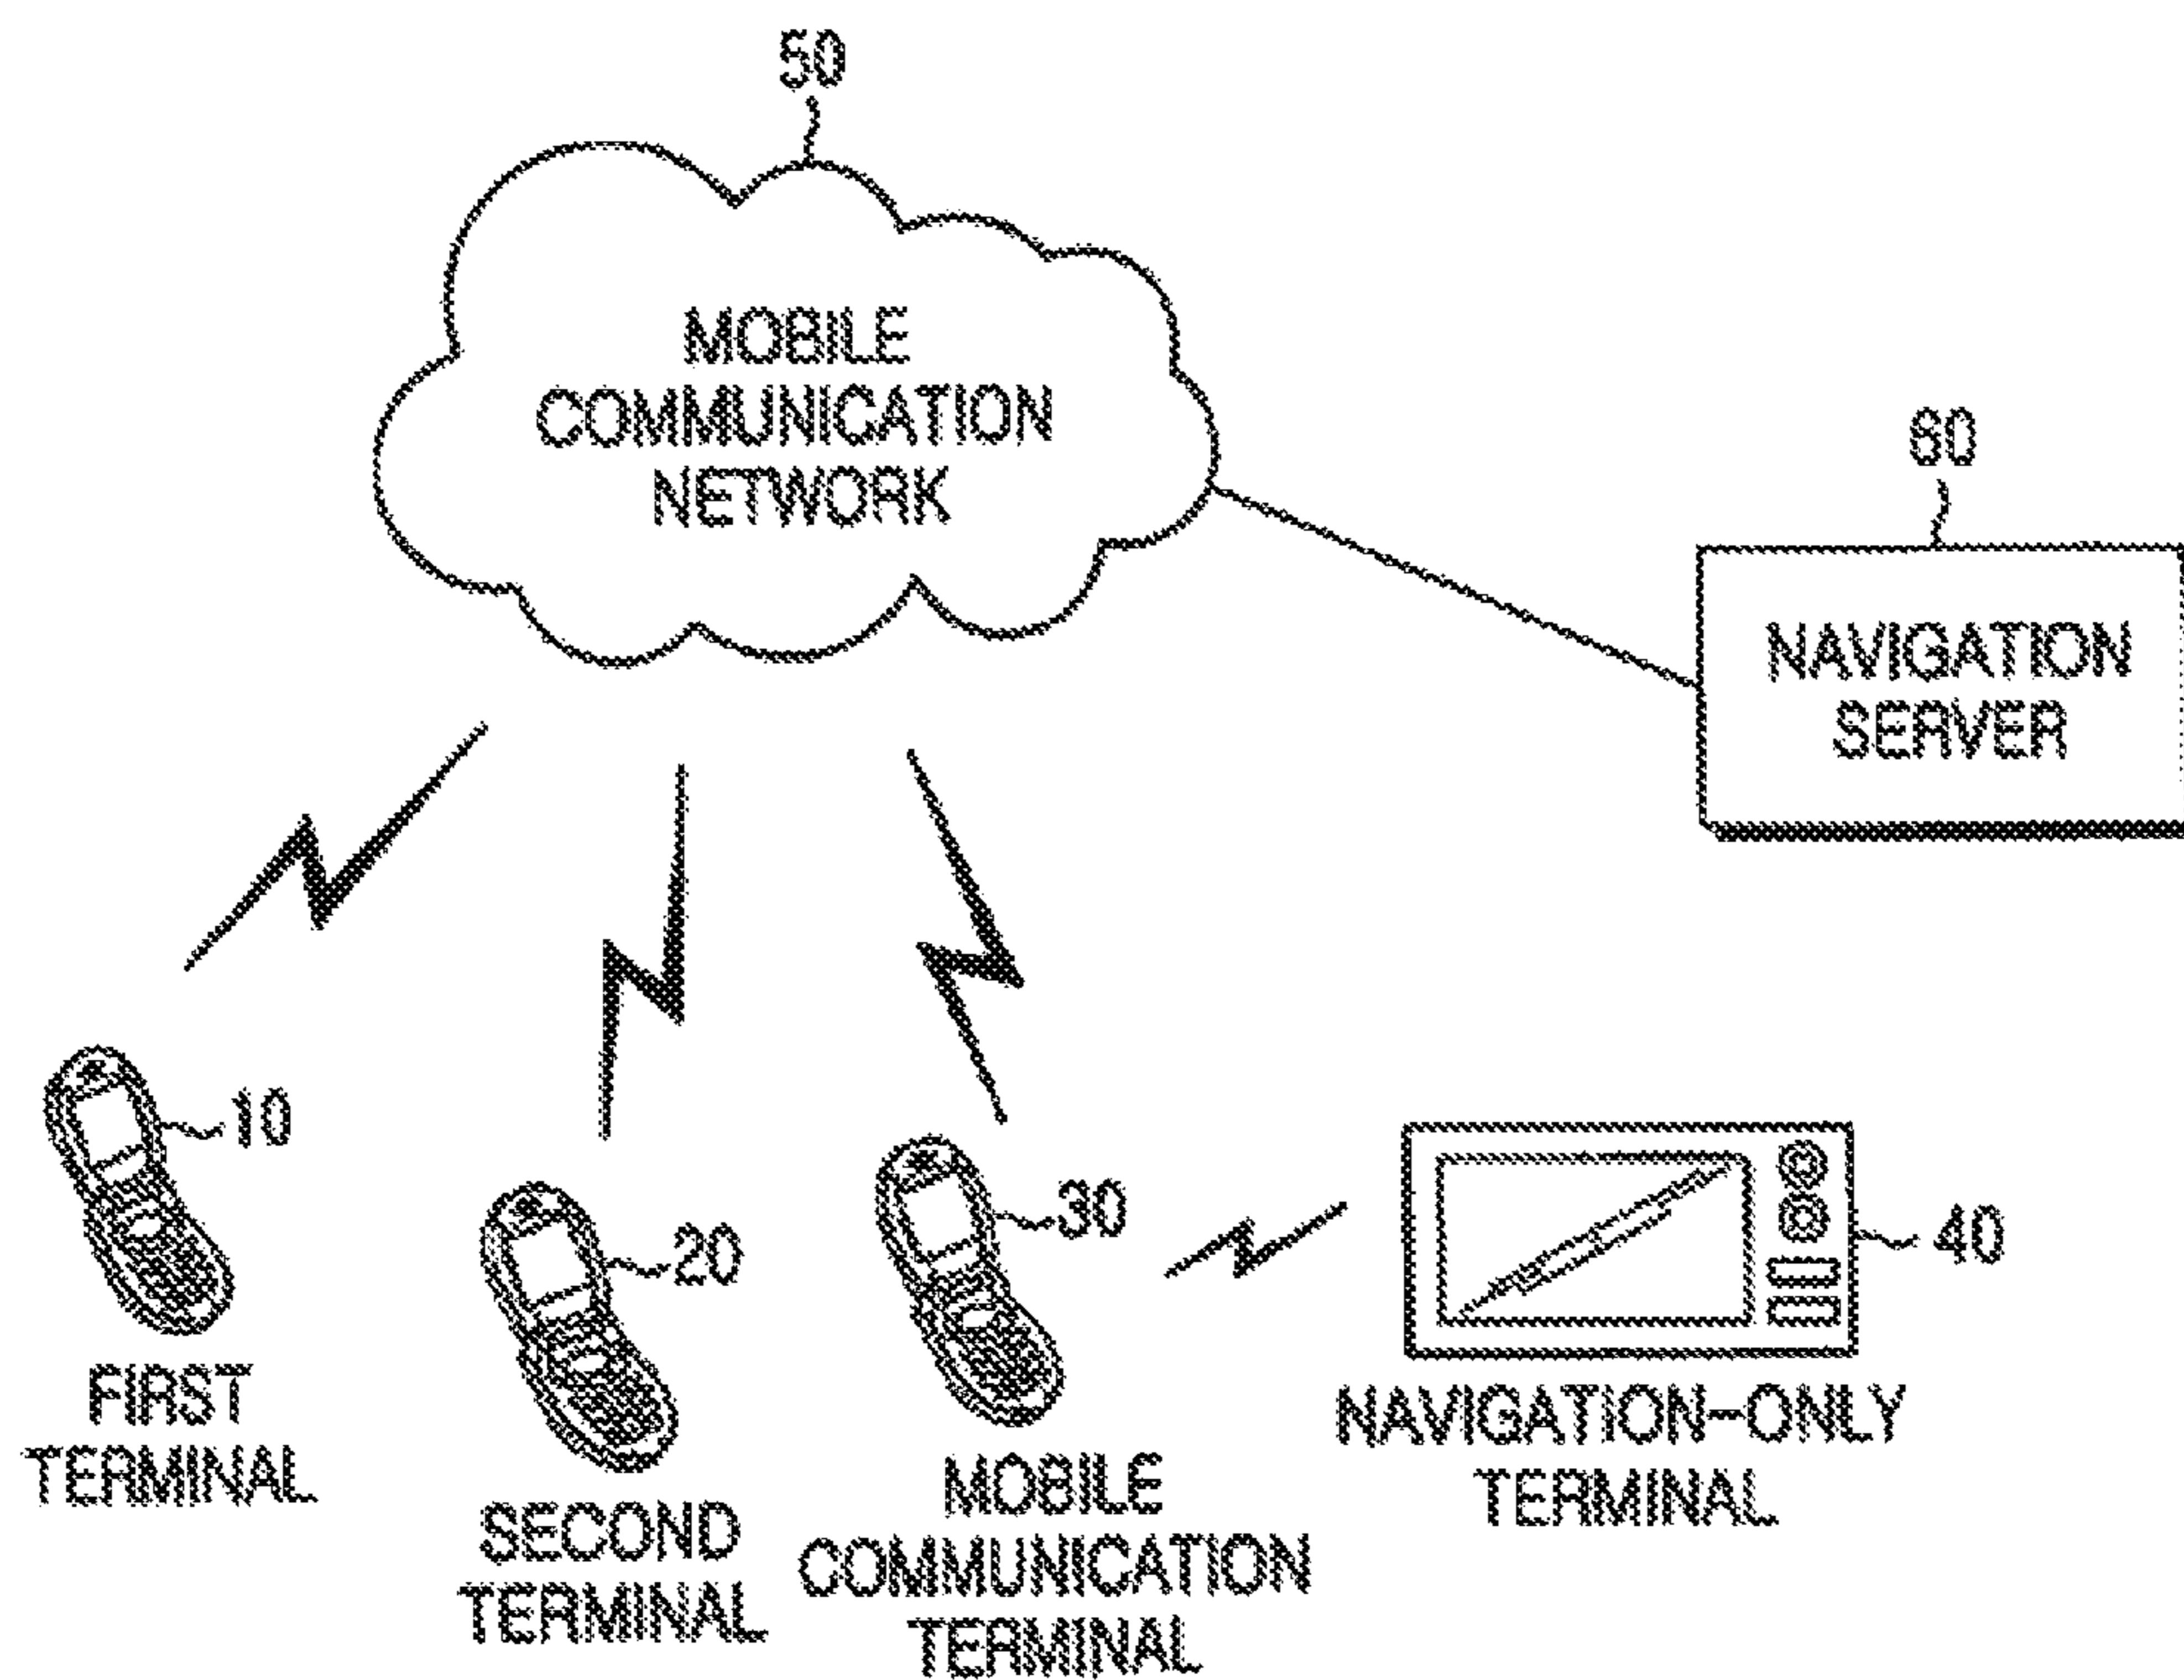 50
MOBILE
COMMUNICATION
NETWORK
60
NAVIGATION
SERVER
10
FIRST
TERMINAL
20
SECOND
TERMINAL
30
MOBILE
COMMUNICATION
TERMINAL
40
NAVIGATION-ONLY
TERMINAL